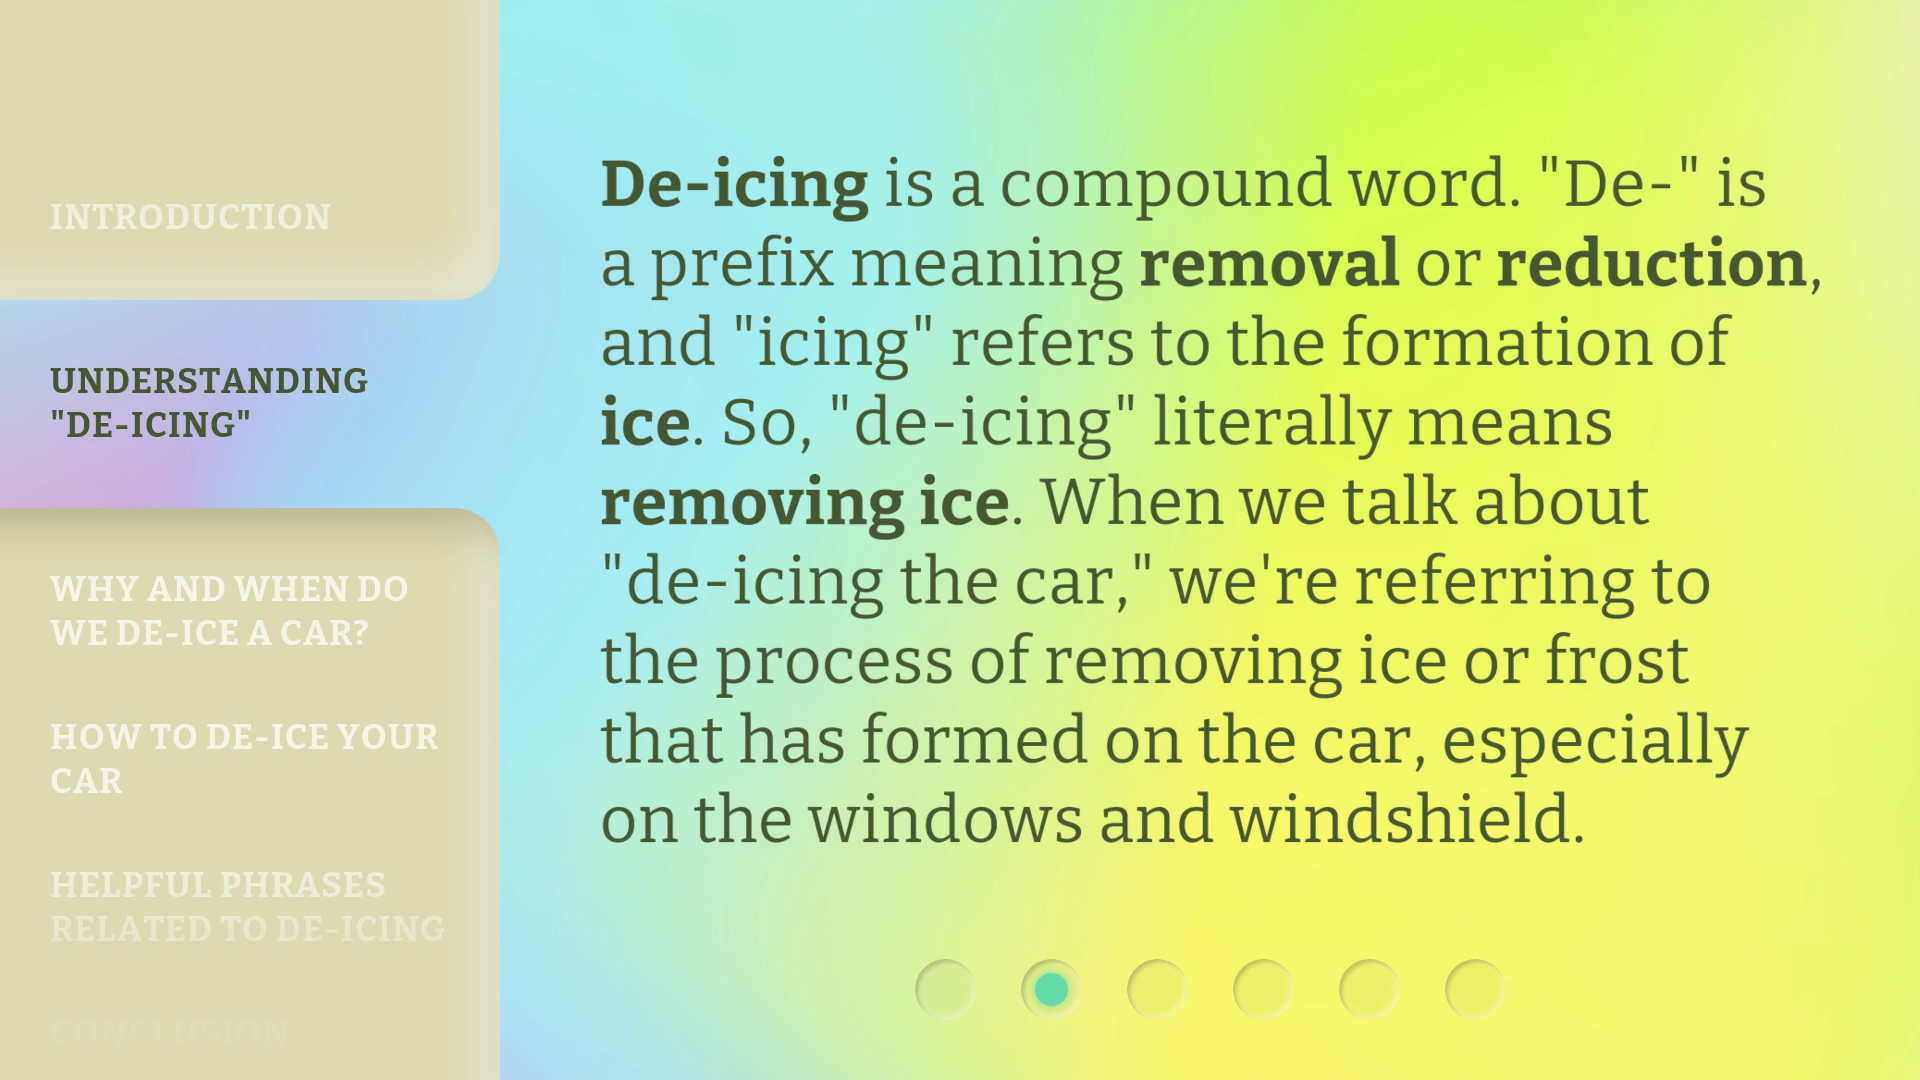 INTRODUCTION
UNDERSTANDING
"DE-ICING"
WHY AND WHEN DO
WE DE-ICE A CAR?
HOW TO DE-ICE YOUR
CAR
HELPFUL PHRASES
RELATED TO DE-ICING
CONCLUSION
De-icing is a compound word. "De-" is
a prefix meaning removal or reduction,
and "icing" refers to the formation of
ice. So, "de-icing" literally means
removing ice. When we talk about
"de-icing the car," we're referring to
the process of removing ice or frost
that has formed on the car, especially
on the windows and windshield.